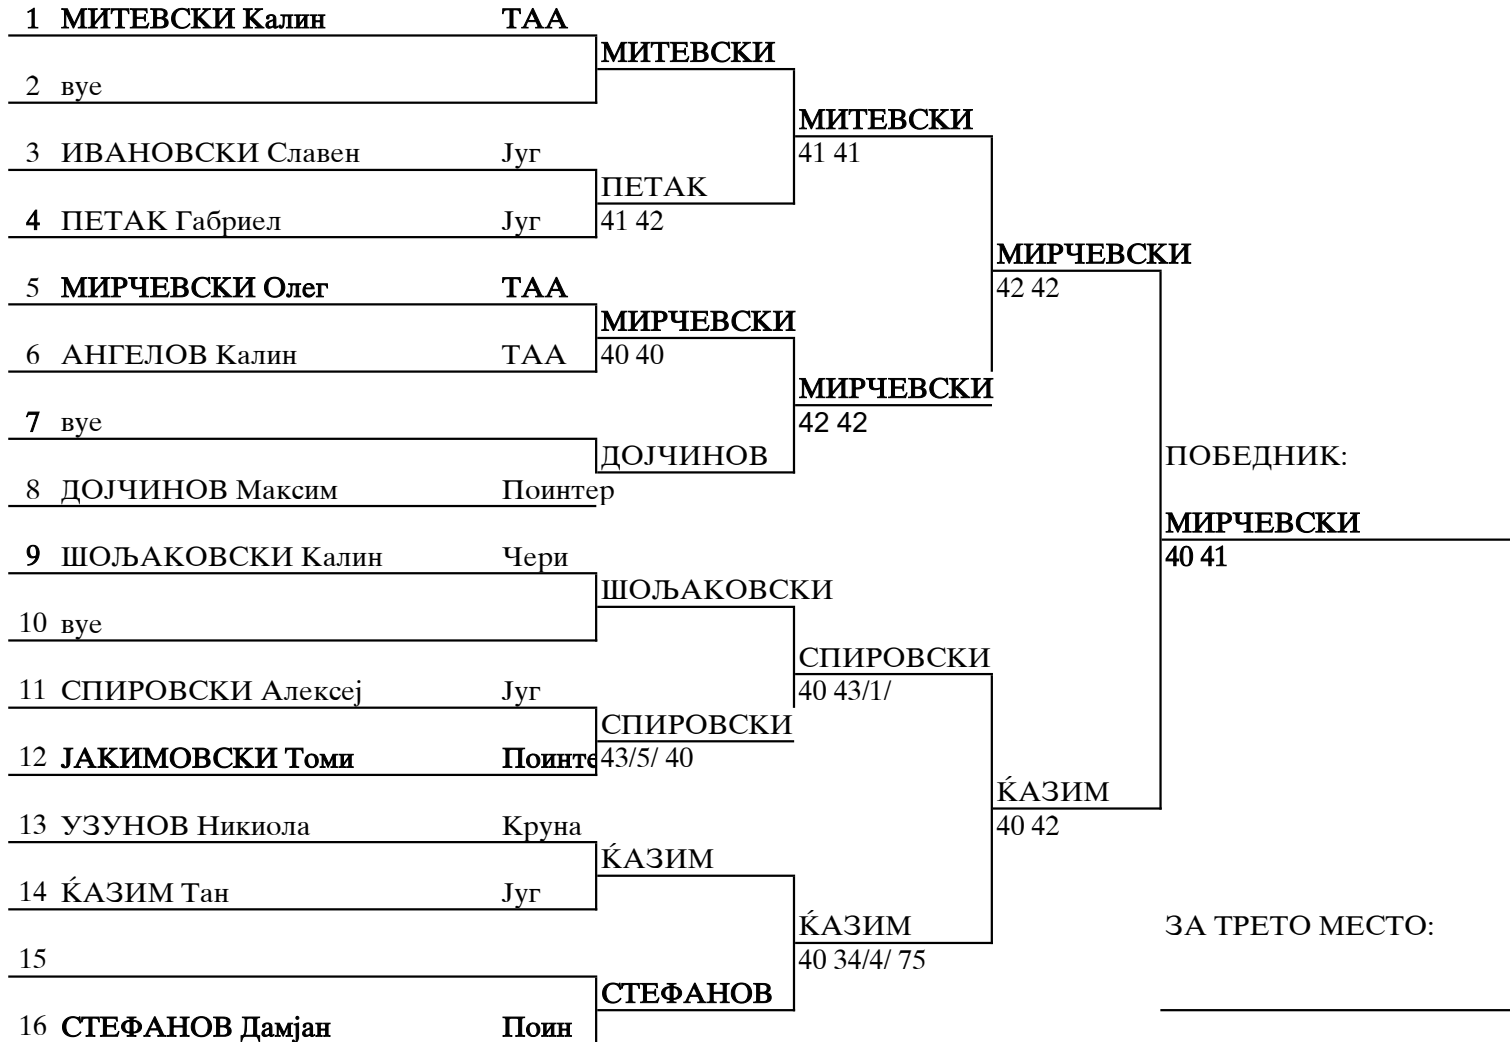 1 МИТЕВСКИ Калин ТАА
МИТЕВСКИ
2 вуе
МИТЕВСКИ
3 ИВАНОВСКИ Славен Југ 41 41
ПЕТАК
4 ПЕТАК Габриел Југ 41 42
МИРЧЕВСКИ
5 МИРЧЕВСКИ Олег ТАА 42 42
МИРЧЕВСКИ
6 АНГЕЛОВ Калин ТАА 40 40
МИРЧЕВСКИ
7 вуе 42 42
ДОЈЧИНОВ ПОБЕДНИК:
8 ДОЈЧИНОВ Максим Поинтер
МИРЧЕВСКИ
9 ШОЉАКОВСКИ Калин Чери 40 41
ШОЉАКОВСКИ
10 вуе
СПИРОВСКИ
11 СПИРОВСКИ Алексеј Југ 40 43/1/
СПИРОВСКИ
12 ЈАКИМОВСКИ Томи Поинте 43/5/ 40
ЌАЗИМ
13 УЗУНОВ Никиола Круна 40 42
ЌАЗИМ
14 ЌАЗИМ Тан Југ
ЌАЗИМ ЗА ТРЕТО МЕСТО:
15 40 34/4/ 75
СТЕФАНОВ
16 СТЕФАНОВ Дамјан Поин